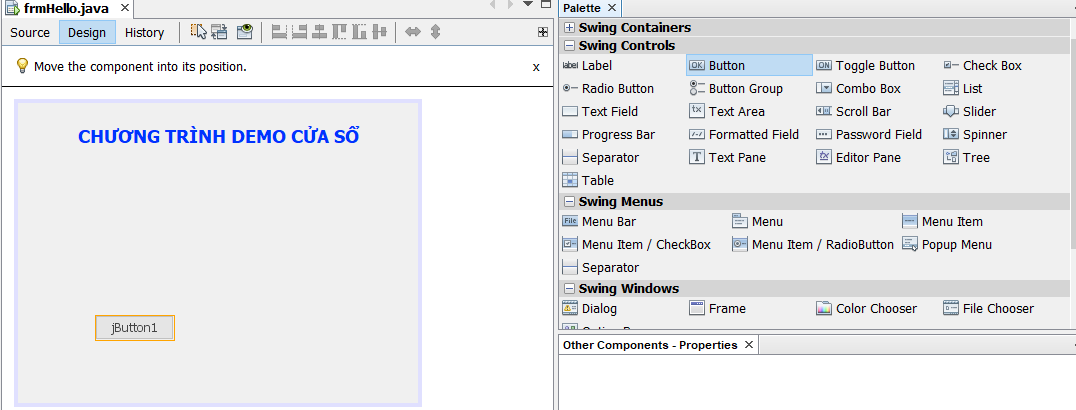 frmHello.java
Source Design History
Move the component into its position. x
CHƯƠNG TRÌNH DEMO CỬA SỔ
jButton1
Palette
Swing Containers
Swing Controls
label Label OK Button ON Toggle Button Check Box
Radio Button Button Group Combo Box List
Text Field Text Area Scroll Bar Slider
Progress Bar Formatted Field Password Field Spinner
Separator Text Pane Editor Pane Tree
Table
Swing Menus
File Menu Bar Menu Menu Item
Menu Item / CheckBox Menu Item / RadioButton Popup Menu
Separator
Swing Windows
Dialog Frame Color Chooser File Chooser
Other Components - Properties